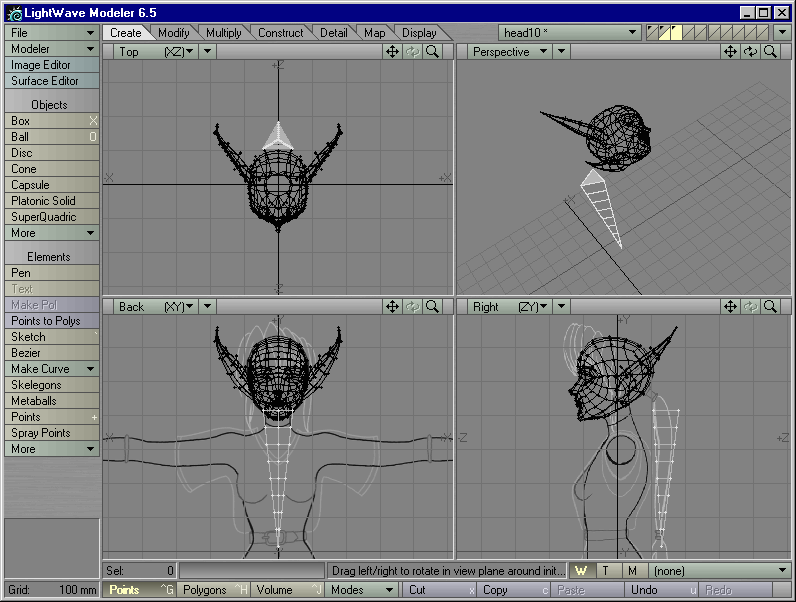 LightWave Modeler 6.5
File
Modeler
Image Editor
Surface Editor
Objects
Box X
Ball O
Disc
Cone
Capsule
Platonic Solid
SuperQuadric
More
Elements
Pen
Text
Make Pol
Points to Polys
Sketch `
Bezier
Make Curve
Skelegons
Metaballs
Points +
Spray Points
More
Grid: 100 mm
Create Modify Multiply Construct Detail Map Display head10 *
Top (XZ)
+Z
-X +X
-Z
Perspective
Back (XY)
+Y
-X +X
-Y
Right (ZY)
+Y
-Z +Z
-Y
Sel: 0 Drag left/right to rotate in view plane around init... W T M (none)
Points ^G Polygons ^H Volume ^J Modes Cut x Copy c Paste v Undo u Redo